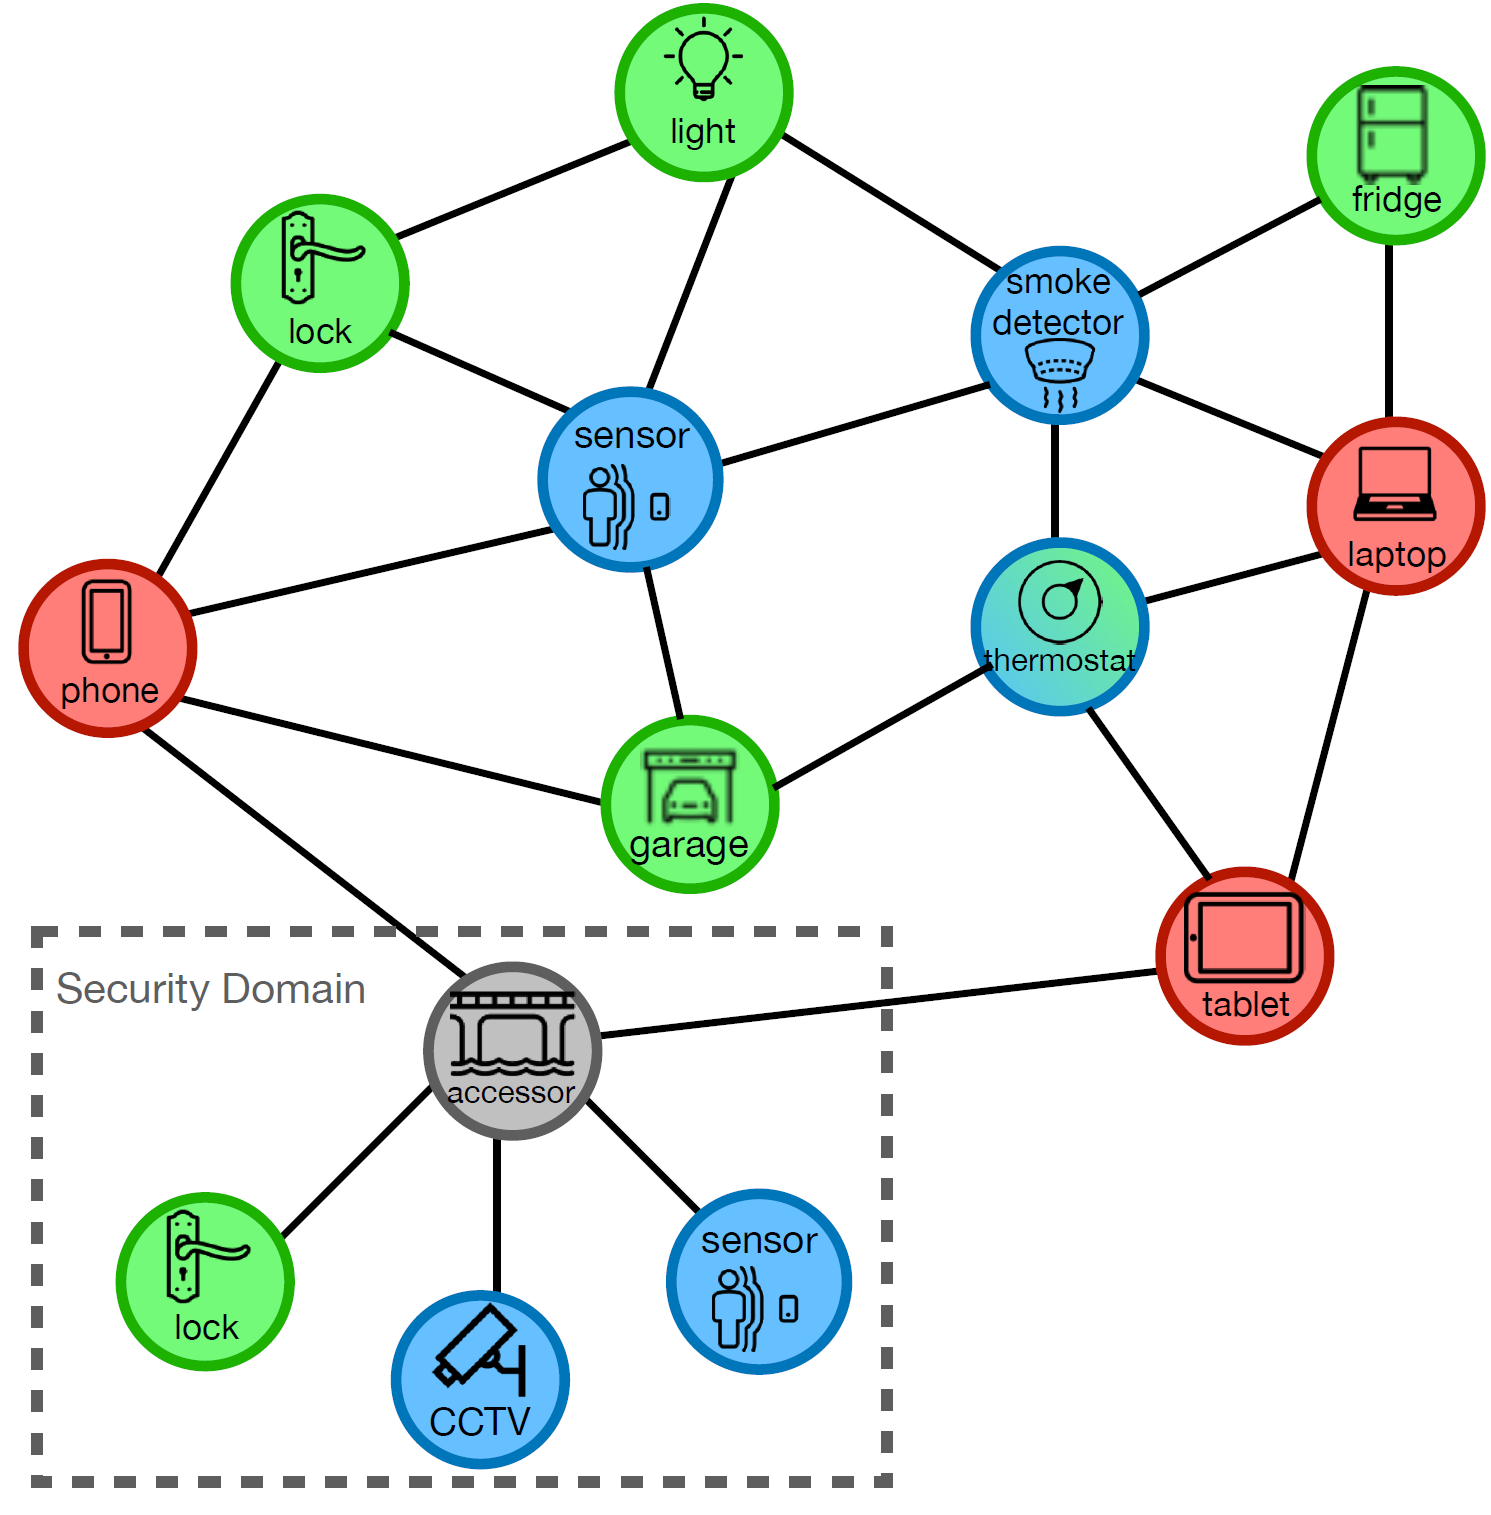 light
fridge
lock
smoke
detector
sensor
laptop
thermostat
phone
garage
Security Domain
tablet
accessor
sensor
lock
CCTV